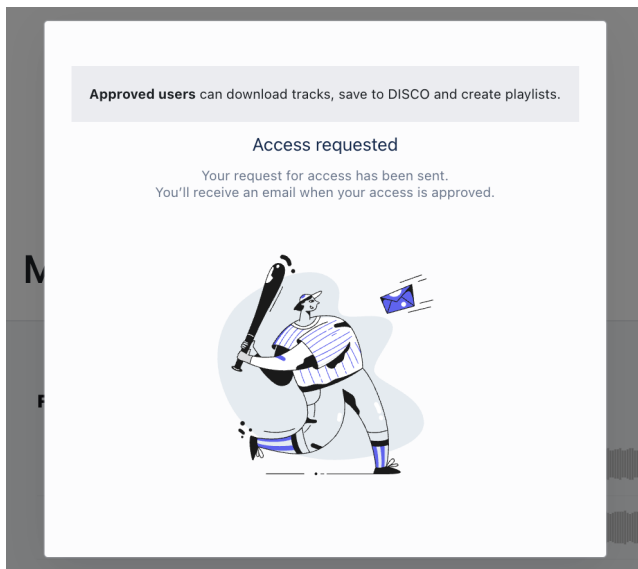 Approved users can download tracks, save to DISCO and create playlists.
Access requested
Your request for access has been sent.
You’ll receive an email when your access is approved.
M
F